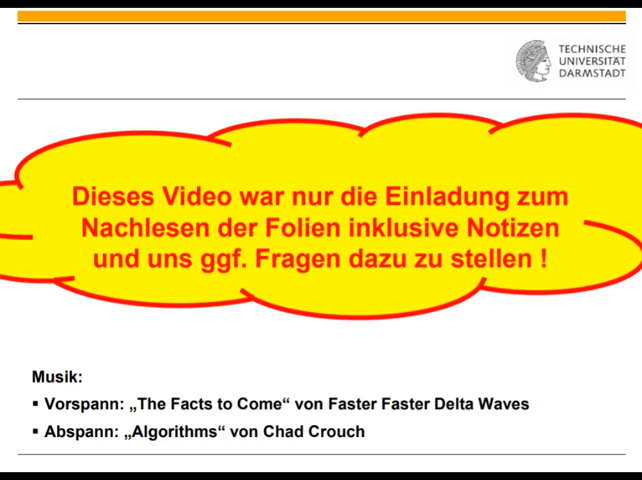 TECHNISCHE
UNIVERSITÄT
DARMSTADT
Dieses Video war nur die Einladung zum
Nachlesen der Folien inklusive Notizen
und uns ggf. Fragen dazu zu stellen !
Musik:
▪ Vorspann: „The Facts to Come“ von Faster Faster Delta Waves
▪ Abspann: „Algorithms“ von Chad Crouch